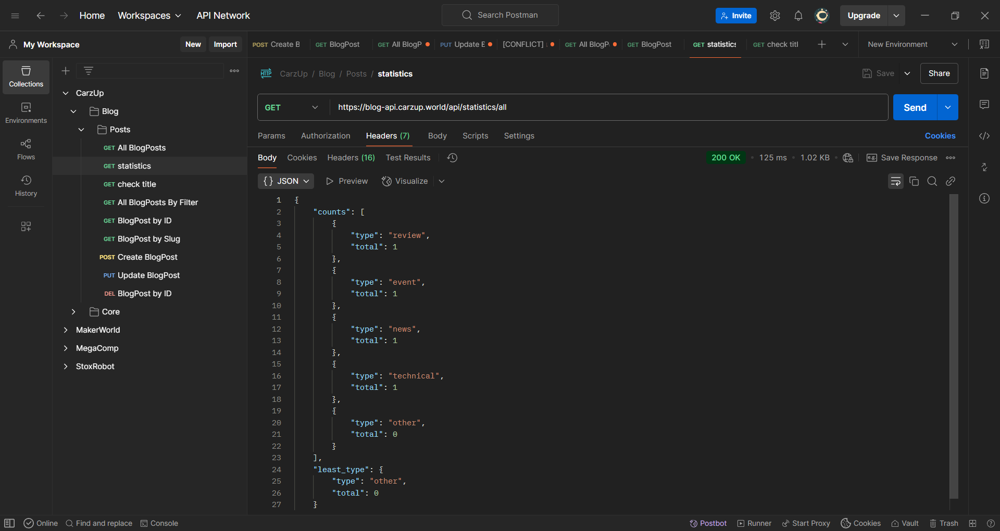 Home Workspaces API Network Search Postman Invite Upgrade
My Workspace New Import POST Create B GET BlogPost GET All BlogP PUT Update E [CONFLICT] GET All BlogP GET BlogPost GET statistics GET check titl New Environment
Collections
Environments
Flows
History
CarzUp
Blog
Posts
GET All BlogPosts
GET statistics
GET check title
GET All BlogPosts By Filter
GET BlogPost by ID
GET BlogPost by Slug
POST Create BlogPost
PUT Update BlogPost
DEL BlogPost by ID
Core
MakerWorld
MegaComp
StoxRobot
HTTP CarzUp / Blog / Posts / statistics Save Share
GET https://blog-api.carzup.world/api/statistics/all Send
Params Authorization Headers (7) Body Scripts Settings Cookies
Body Cookies Headers (16) Test Results 200 OK 125 ms 1.02 KB e.g. Save Response
{} JSON Preview Visualize
1 {
2 "counts": [
3 {
4 "type": "review",
5 "total": 1
6 },
7 {
8 "type": "event",
9 "total": 1
10 },
11 {
12 "type": "news",
13 "total": 1
14 },
15 {
16 "type": "technical",
17 "total": 1
18 },
19 {
20 "type": "other",
21 "total": 0
22 }
23 ],
24 "least_type": {
25 "type": "other",
26 "total": 0
27 }
Online Find and replace Console Postbot Runner Start Proxy Cookies Vault Trash